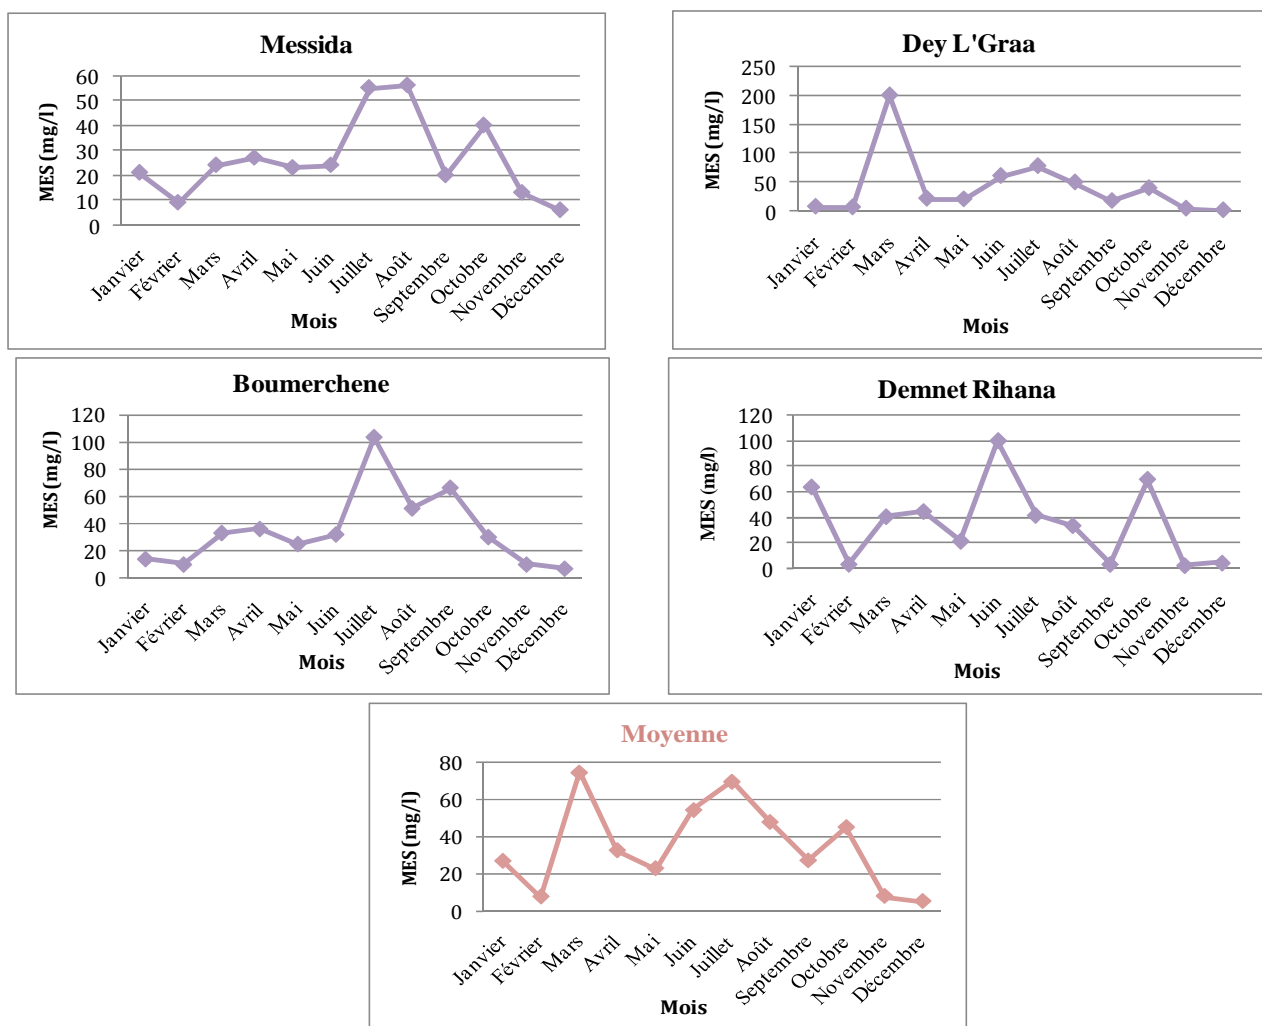 Messida
MES (mg/l)
60
50
40
30
20
10
0
Janvier
Février
Mars
Avril
Mai
Juin
Juillet
Août
Septembre
Octobre
Novembre
Décembre
Mois
Dey L'Graa
MES (mg/l)
250
200
150
100
50
0
Janvier
Février
Mars
Avril
Mai
Juin
Juillet
Août
Septembre
Octobre
Novembre
Décembre
Mois
Boumerchene
MES (mg/l)
120
100
80
60
40
20
0
Janvier
Février
Mars
Avril
Mai
Juin
Juillet
Août
Septembre
Octobre
Novembre
Décembre
Mois
Demnet Rihana
MES (mg/l)
120
100
80
60
40
20
0
Janvier
Février
Mars
Avril
Mai
Juin
Juillet
Août
Septembre
Octobre
Novembre
Décembre
Mois
Moyenne
MES (mg/l)
80
60
40
20
0
Janvier
Février
Mars
Avril
Mai
Juin
Juillet
Août
Septembre
Octobre
Novembre
Décembre
Mois